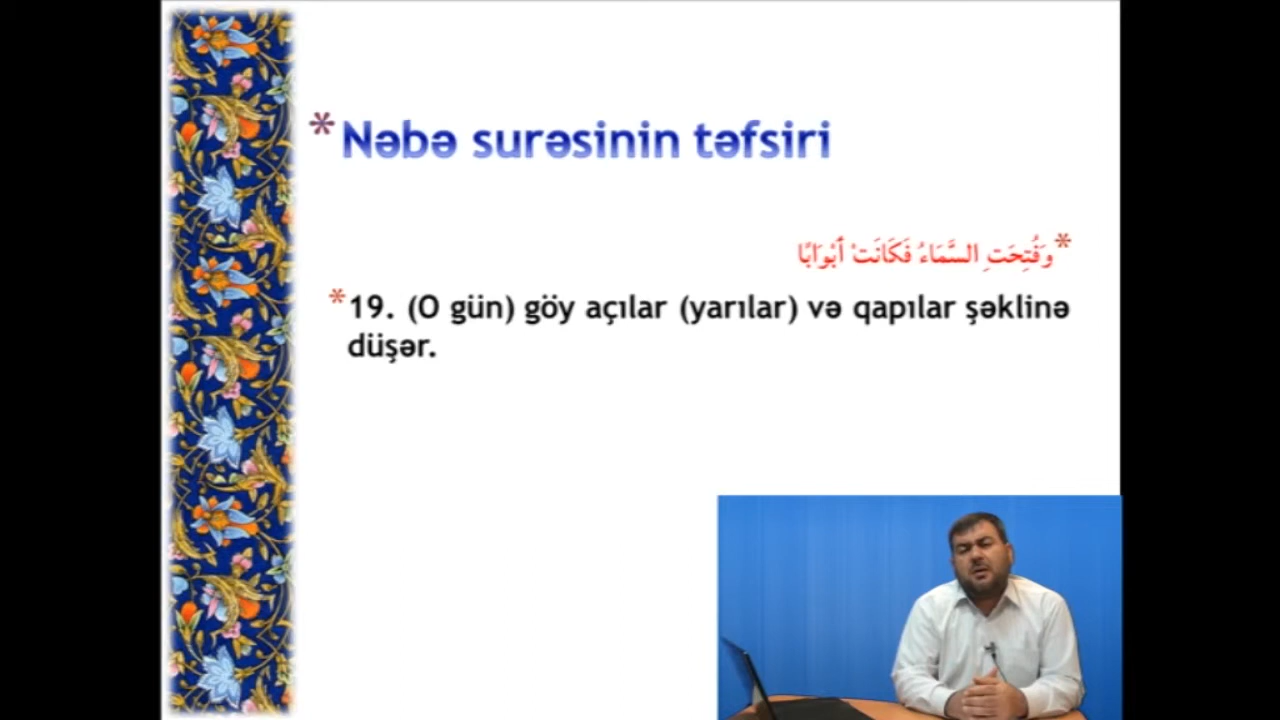 * Nəbə surəsinin təfsiri
* وَفُتِحَتِ السَّمَاءُ فَكَانَتْ أَبْوَابًا
* 19. (O gün) göy açılar (yarılar) və qapılar şəklinə
düşər.